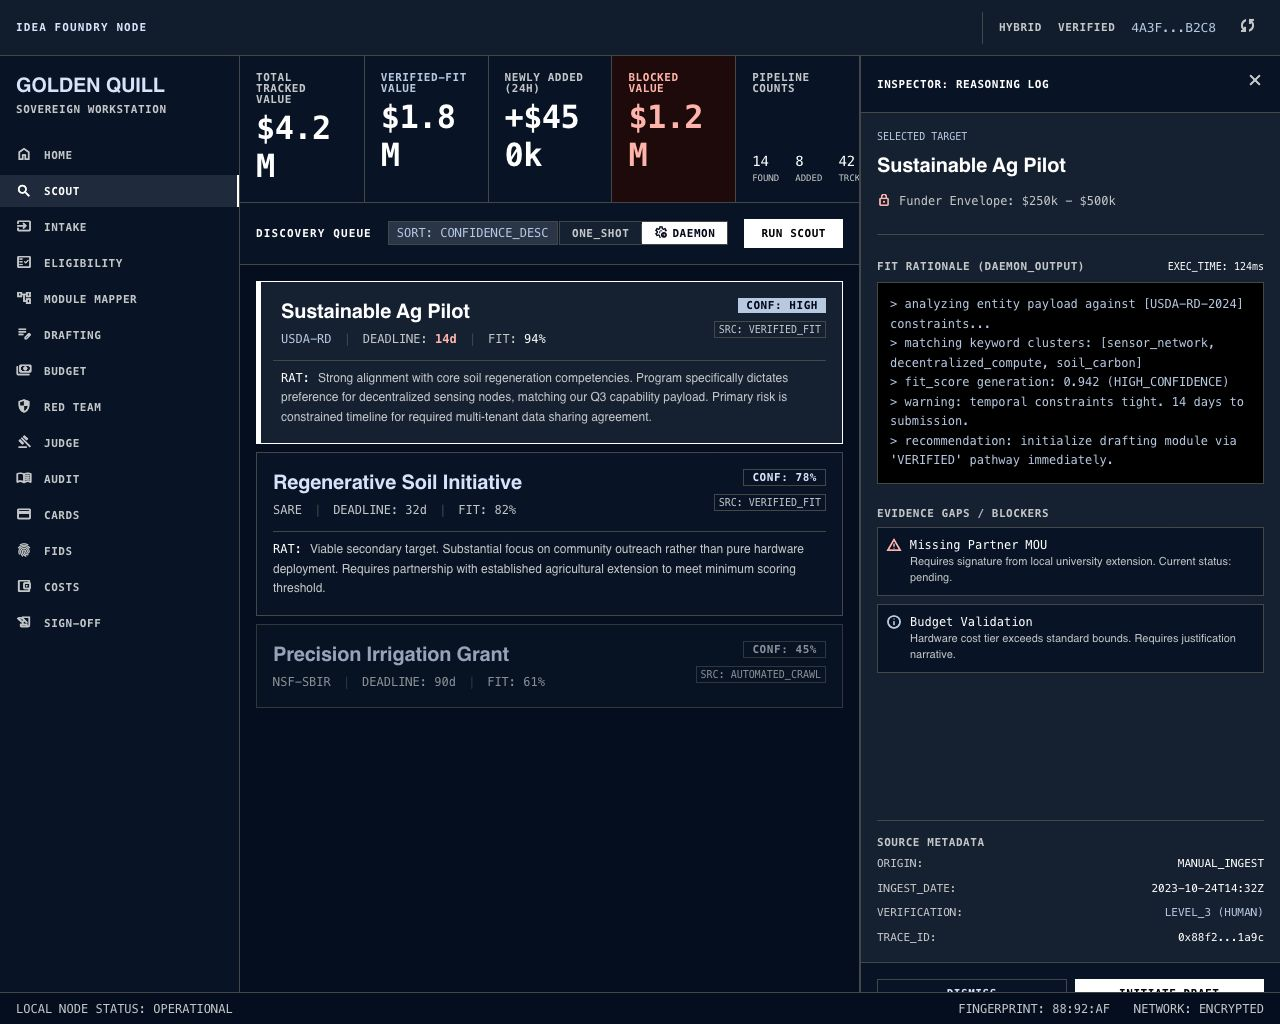 IDEA FOUNDRY NODE
HYBRID VERIFIED 4A3F...B2C8
GOLDEN QUILL
SOVEREIGN WORKSTATION
HOME
SCOUT
INTAKE
ELIGIBILITY
MODULE MAPPER
DRAFTING
BUDGET
RED TEAM
JUDGE
AUDIT
CARDS
FIDS
COSTS
SIGN-OFF
TOTAL
TRACKED
VALUE
$4.2
M
VERIFIED-FIT
VALUE
$1.8
M
NEWLY ADDED
(24H)
+$45
0k
BLOCKED
VALUE
$1.2
M
PIPELINE
COUNTS
14 8 42
FOUND ADDED TRCK
DISCOVERY QUEUE SORT: CONFIDENCE_DESC ONE_SHOT DAEMON RUN SCOUT
Sustainable Ag Pilot
CONF: HIGH
USDA-RD | DEADLINE: 14d | FIT: 94%
SRC: VERIFIED_FIT
RAT: Strong alignment with core soil regeneration competencies. Program specifically dictates
preference for decentralized sensing nodes, matching our Q3 capability payload. Primary risk is
constrained timeline for required multi-tenant data sharing agreement.
Regenerative Soil Initiative
CONF: 78%
SARE | DEADLINE: 32d | FIT: 82%
SRC: VERIFIED_FIT
RAT: Viable secondary target. Substantial focus on community outreach rather than pure hardware
deployment. Requires partnership with established agricultural extension to meet minimum scoring
threshold.
Precision Irrigation Grant
CONF: 45%
NSF-SBIR | DEADLINE: 90d | FIT: 61%
SRC: AUTOMATED_CRAWL
INSPECTOR: REASONING LOG
SELECTED TARGET
Sustainable Ag Pilot
Funder Envelope: $250k - $500k
FIT RATIONALE (DAEMON_OUTPUT) EXEC_TIME: 124ms
> analyzing entity payload against [USDA-RD-2024]
constraints...
> matching keyword clusters: [sensor_network,
decentralized_compute, soil_carbon]
> fit_score generation: 0.942 (HIGH_CONFIDENCE)
> warning: temporal constraints tight. 14 days to
submission.
> recommendation: initialize drafting module via
'VERIFIED' pathway immediately.
EVIDENCE GAPS / BLOCKERS
Missing Partner MOU
Requires signature from local university extension. Current status:
pending.
Budget Validation
Hardware cost tier exceeds standard bounds. Requires justification
narrative.
SOURCE METADATA
ORIGIN: MANUAL_INGEST
INGEST_DATE: 2023-10-24T14:32Z
VERIFICATION: LEVEL_3 (HUMAN)
TRACE_ID: 0x88f2...1a9c
DISMISS INITIATE DRAFT
LOCAL NODE STATUS: OPERATIONAL
FINGERPRINT: 88:92:AF NETWORK: ENCRYPTED